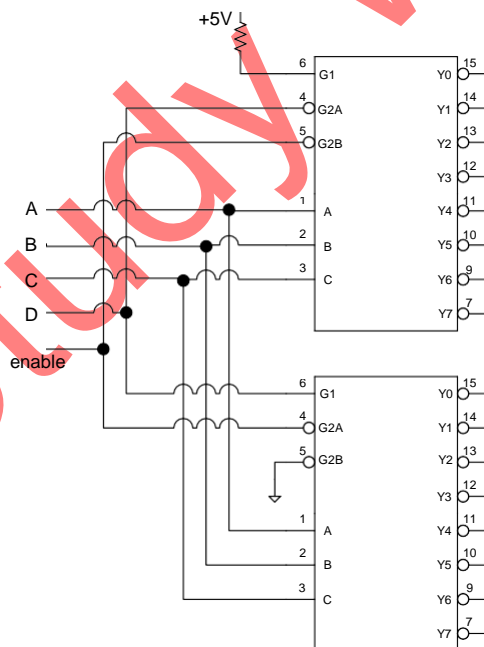 +5V
6 G1 Y0 15
4 G2A Y1 14
5 G2B Y2 13
Y3 12
A 1 A Y4 11
B 2 B Y5 10
C 3 C Y6 9
D Y7 7
enable
6 G1 Y0 15
4 G2A Y1 14
5 G2B Y2 13
Y3 12
1 A Y4 11
2 B Y5 10
3 C Y6 9
Y7 7